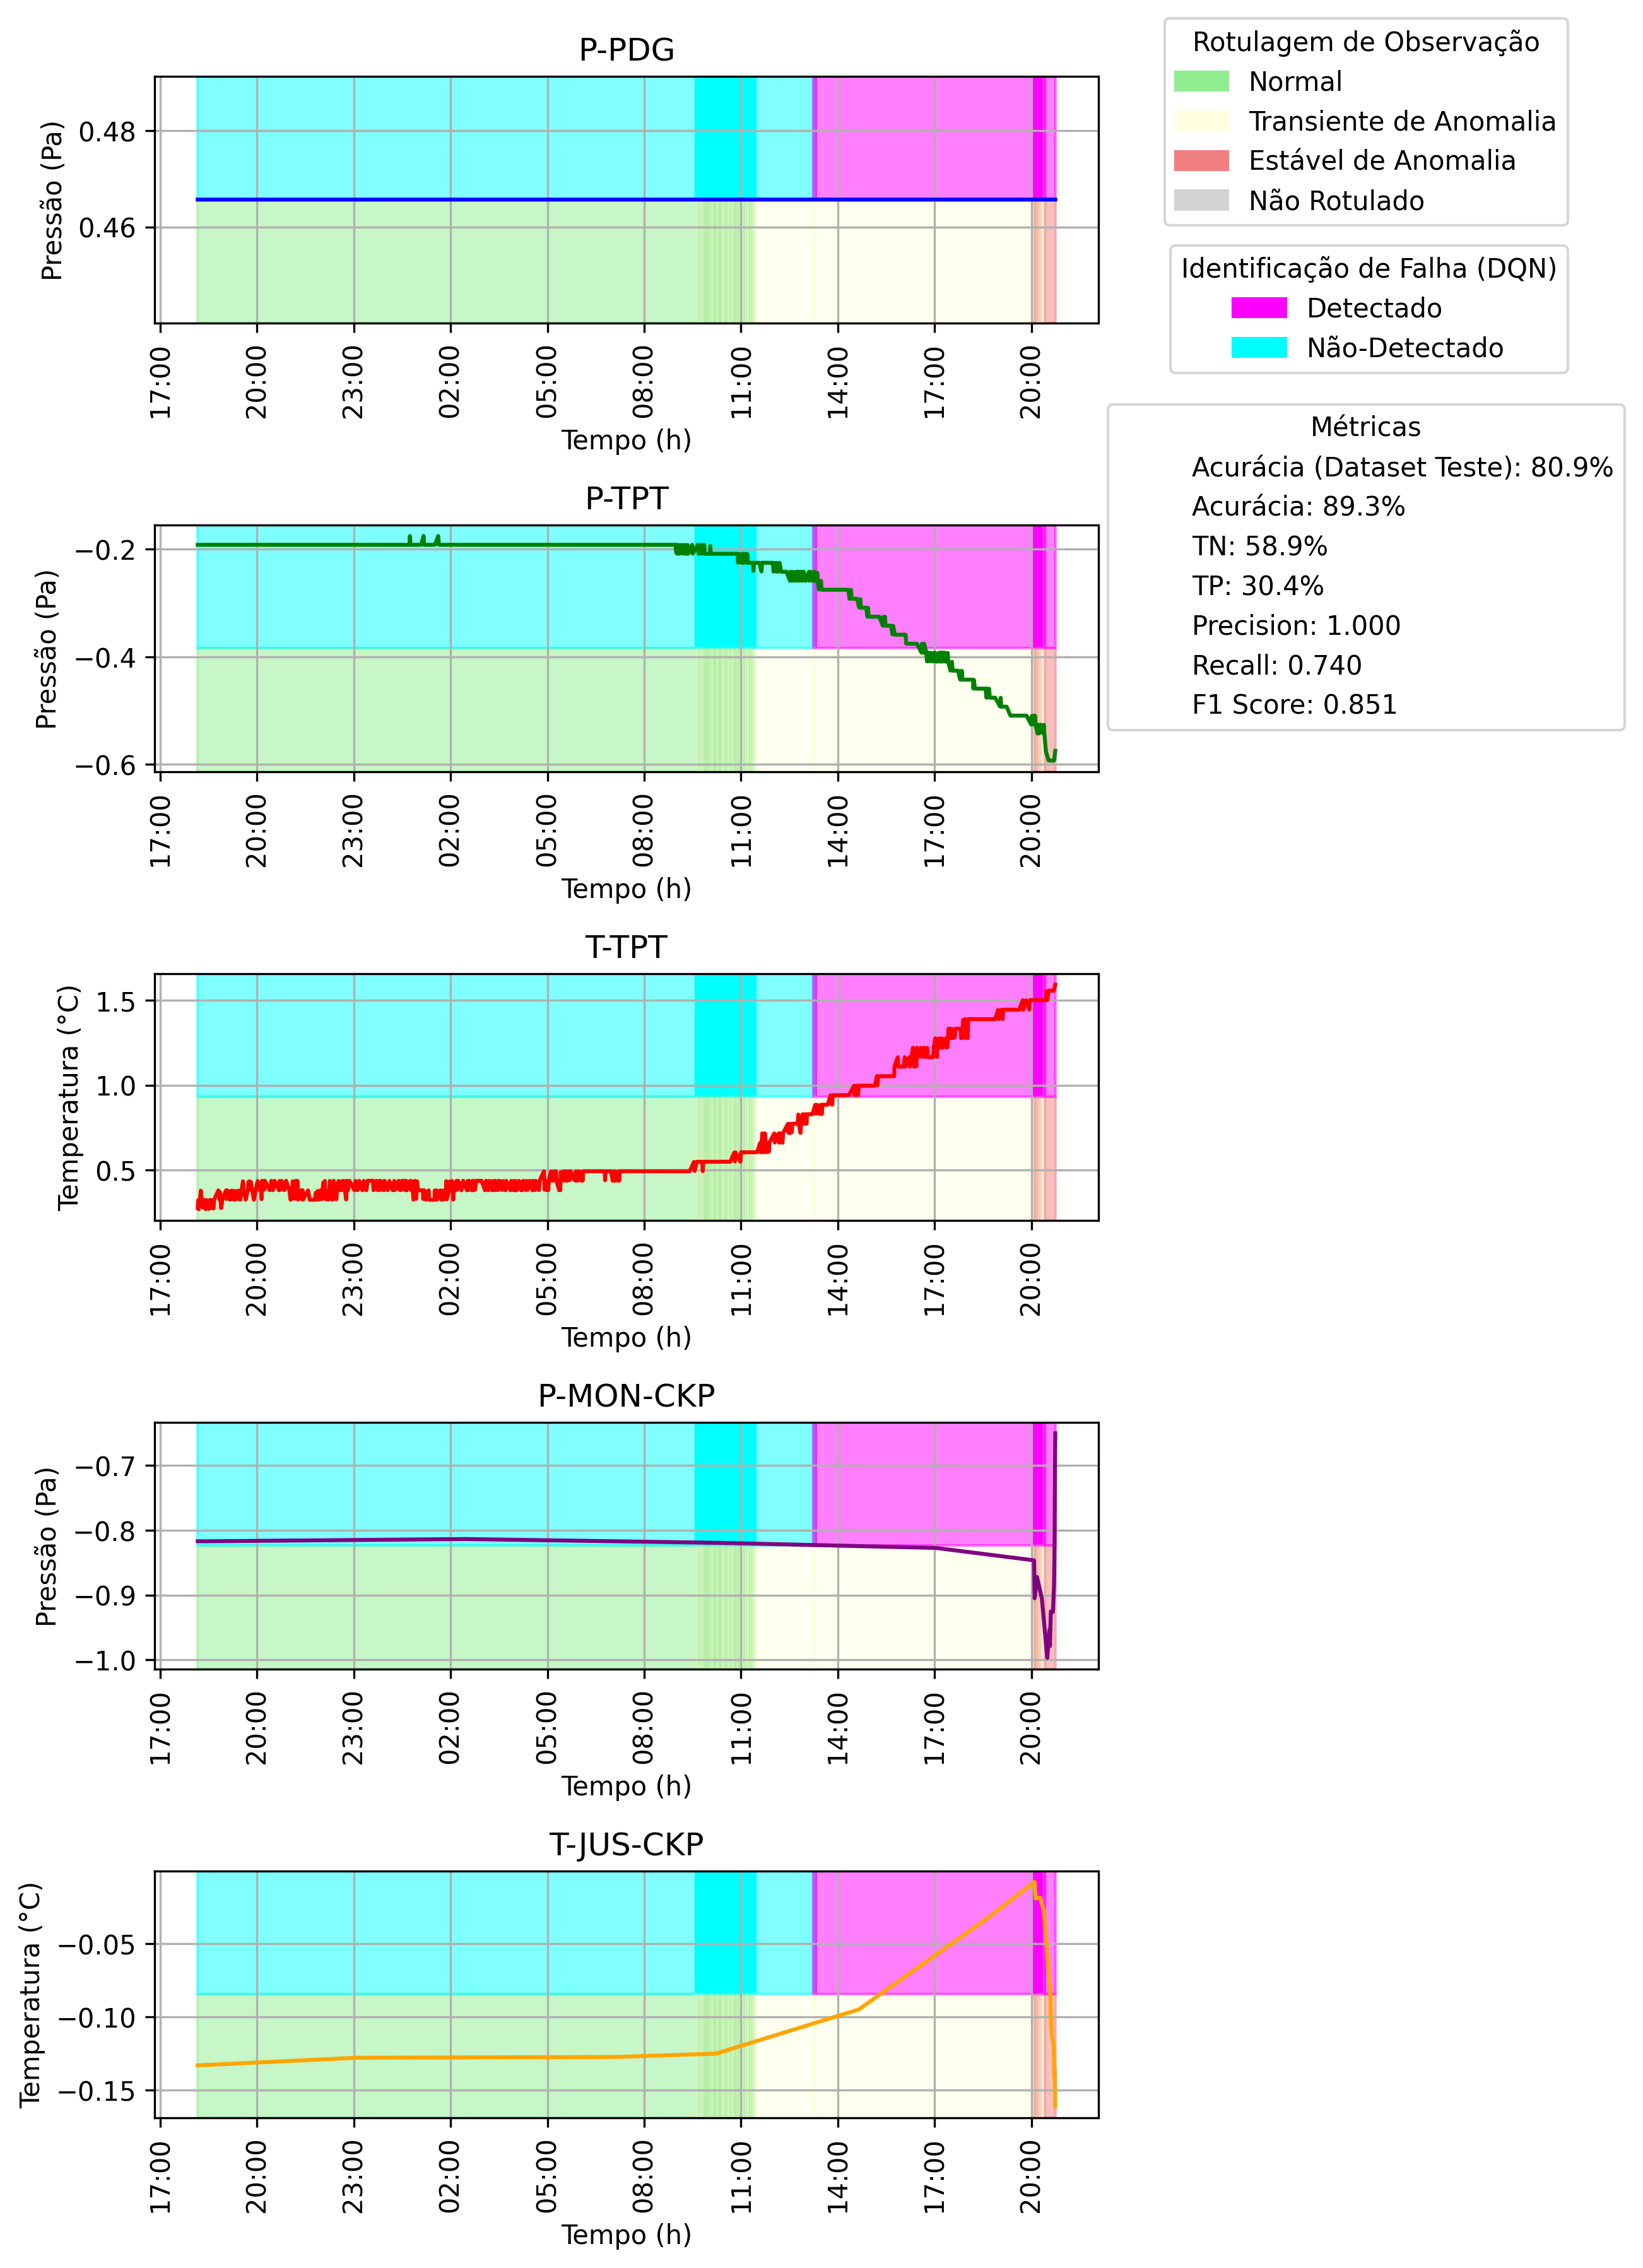 P-PDG
0.48
0.46
Pressão (Pa)
17:00 20:00 23:00 02:00 05:00 08:00 11:00 14:00 17:00 20:00
Tempo (h)
Rotulagem de Observação
Normal
Transiente de Anomalia
Estável de Anomalia
Não Rotulado
Identificação de Falha (DQN)
Detectado
Não-Detectado
Métricas
Acurácia (Dataset Teste): 80.9%
Acurácia: 89.3%
TN: 58.9%
TP: 30.4%
Precision: 1.000
Recall: 0.740
F1 Score: 0.851
P-TPT
−0.2
−0.4
−0.6
Pressão (Pa)
17:00 20:00 23:00 02:00 05:00 08:00 11:00 14:00 17:00 20:00
Tempo (h)
T-TPT
1.5
1.0
0.5
Temperatura (°C)
17:00 20:00 23:00 02:00 05:00 08:00 11:00 14:00 17:00 20:00
Tempo (h)
P-MON-CKP
−0.7
−0.8
−0.9
−1.0
Pressão (Pa)
17:00 20:00 23:00 02:00 05:00 08:00 11:00 14:00 17:00 20:00
Tempo (h)
T-JUS-CKP
−0.05
−0.10
−0.15
Temperatura (°C)
17:00 20:00 23:00 02:00 05:00 08:00 11:00 14:00 17:00 20:00
Tempo (h)